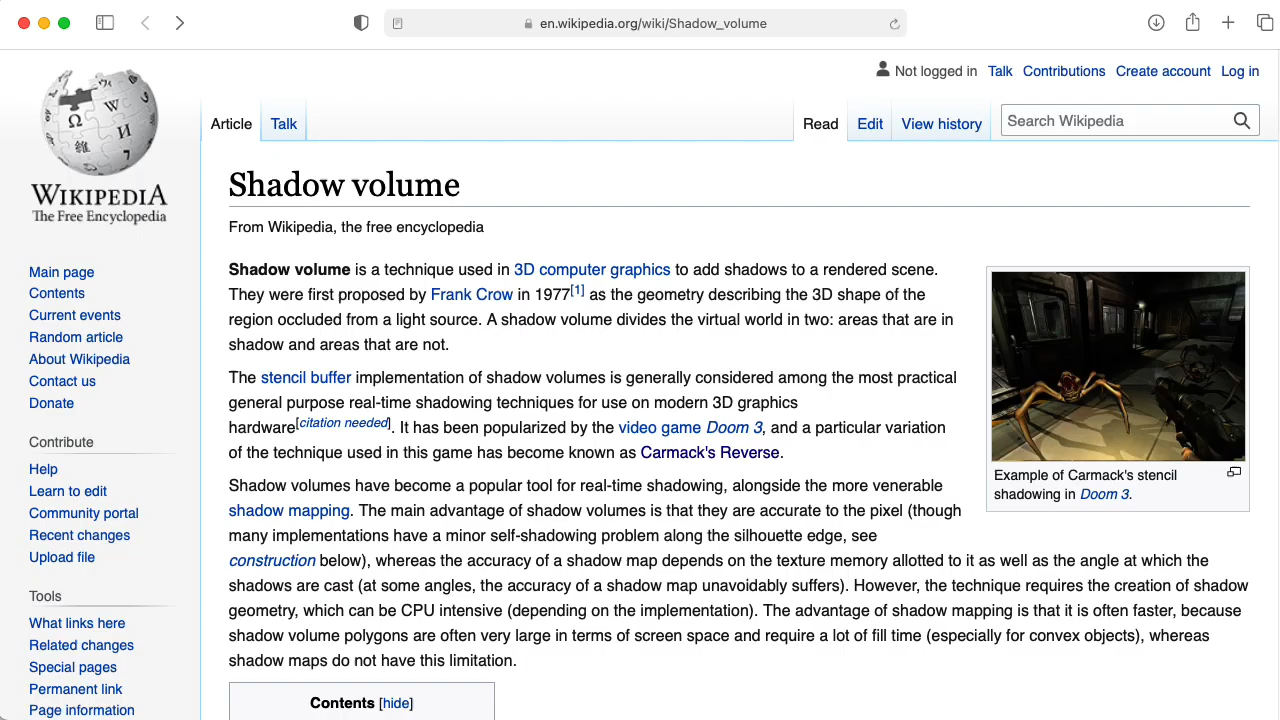 en.wikipedia.org/wiki/Shadow_volume
Not logged in Talk Contributions Create account Log in
Article Talk Read Edit View history Search Wikipedia
WIKIPEDIA
The Free Encyclopedia
Main page
Contents
Current events
Random article
About Wikipedia
Contact us
Donate
Contribute
Help
Learn to edit
Community portal
Recent changes
Upload file
Tools
What links here
Related changes
Special pages
Permanent link
Page information
Shadow volume
From Wikipedia, the free encyclopedia
Shadow volume is a technique used in 3D computer graphics to add shadows to a rendered scene.
They were first proposed by Frank Crow in 1977[1] as the geometry describing the 3D shape of the
region occluded from a light source. A shadow volume divides the virtual world in two: areas that are in
shadow and areas that are not.
The stencil buffer implementation of shadow volumes is generally considered among the most practical
general purpose real-time shadowing techniques for use on modern 3D graphics
hardware[citation needed]. It has been popularized by the video game Doom 3, and a particular variation
of the technique used in this game has become known as Carmack's Reverse.
Shadow volumes have become a popular tool for real-time shadowing, alongside the more venerable
shadow mapping. The main advantage of shadow volumes is that they are accurate to the pixel (though
many implementations have a minor self-shadowing problem along the silhouette edge, see
construction below), whereas the accuracy of a shadow map depends on the texture memory allotted to it as well as the angle at which the
shadows are cast (at some angles, the accuracy of a shadow map unavoidably suffers). However, the technique requires the creation of shadow
geometry, which can be CPU intensive (depending on the implementation). The advantage of shadow mapping is that it is often faster, because
shadow volume polygons are often very large in terms of screen space and require a lot of fill time (especially for convex objects), whereas
shadow maps do not have this limitation.
Example of Carmack's stencil
shadowing in Doom 3.
Contents [hide]